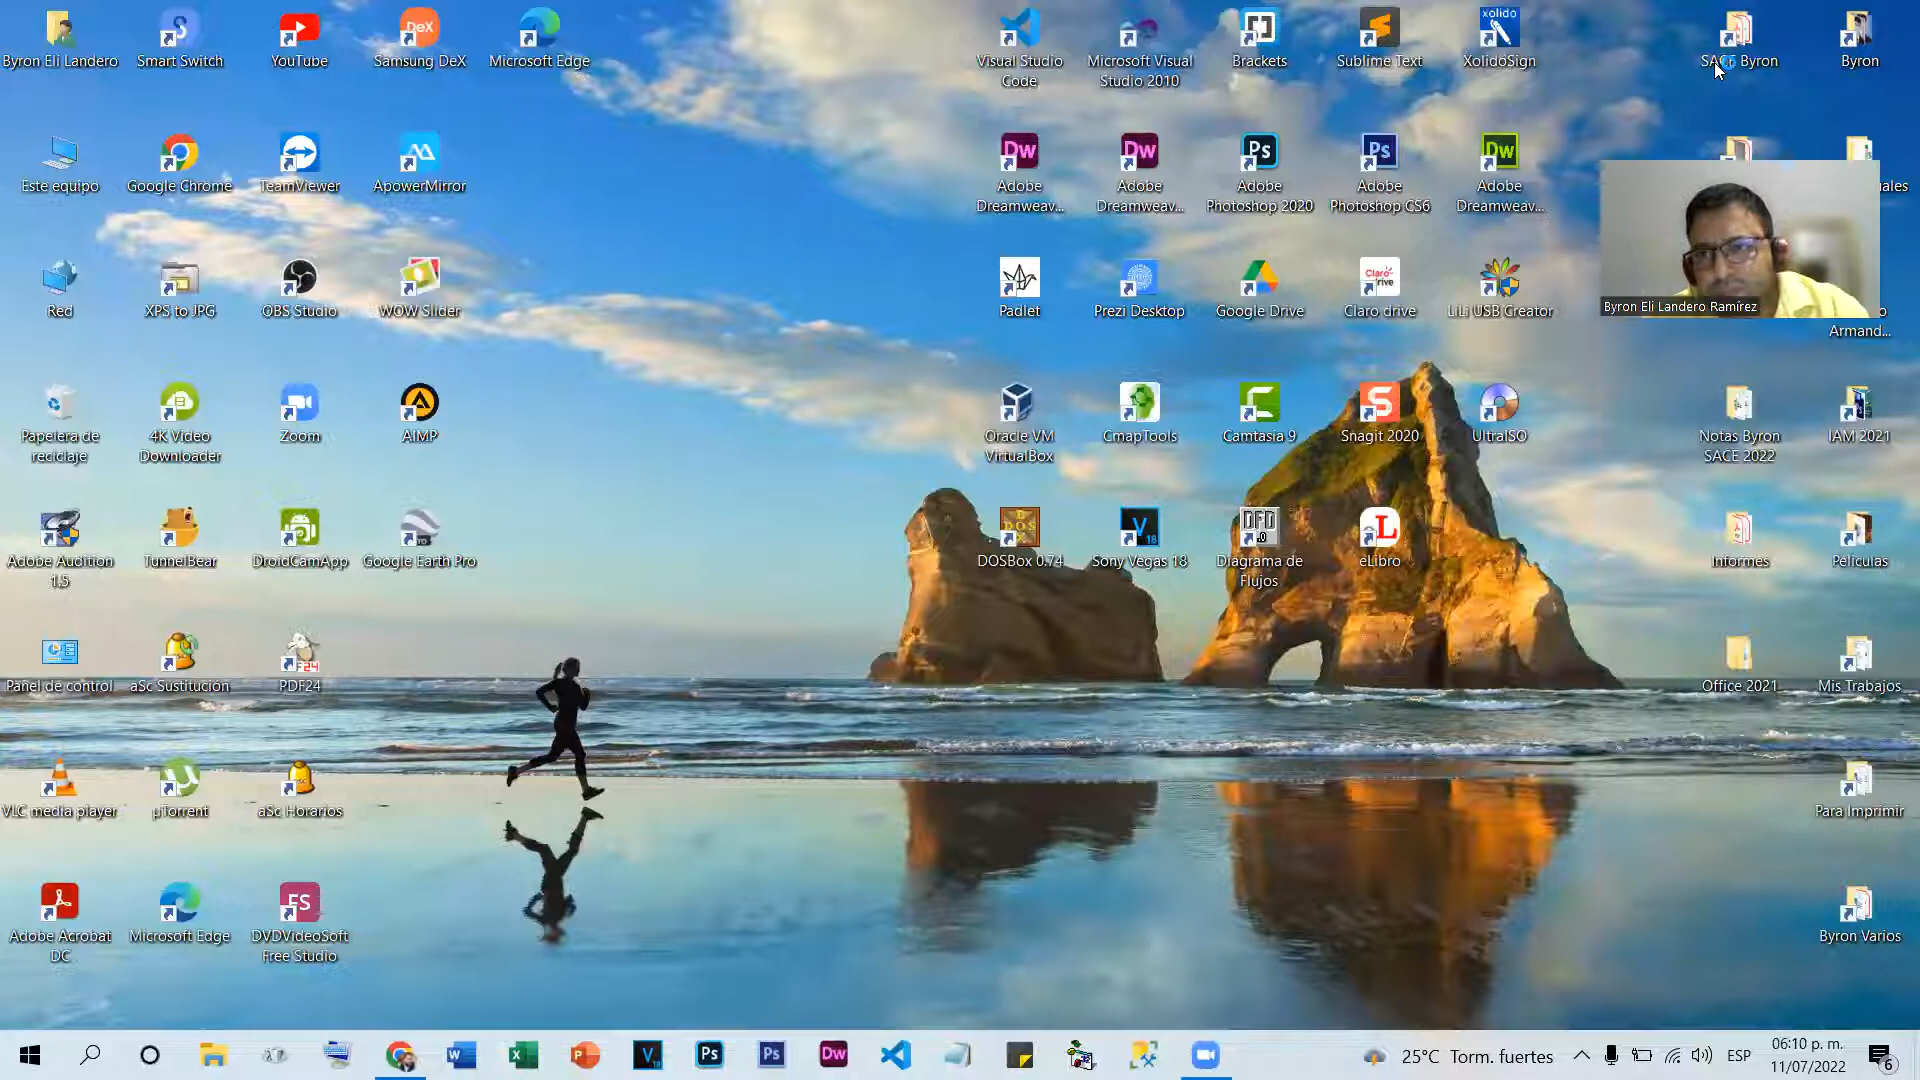 Byron Eli Landero
Smart Switch
YouTube
Samsung DeX
Microsoft Edge
Visual Studio
Code
Microsoft Visual
Studio 2010
Brackets
Sublime Text
XolidoSign
SACE Byron
Byron
Este equipo
Google Chrome
TeamViewer
ApowerMirror
Adobe
Dreamweav...
Adobe
Dreamweav...
Adobe
Photoshop 2020
Adobe
Photoshop CS6
Adobe
Dreamweav...
uales
Red
XPS to JPG
OBS Studio
WOW Slider
Padlet
Prezi Desktop
Google Drive
Claro drive
LiLi USB Creator
Byron Eli Landero Ramírez
o
Armand...
Papelera de
reciclaje
4K Video
Downloader
Zoom
AIMP
Oracle VM
VirtualBox
CmapTools
Camtasia 9
Snagit 2020
UltraISO
Notas Byron
SACE 2022
IAM 2021
Adobe Audition
1.5
TunnelBear
DroidCamApp
Google Earth Pro
DOSBox 0.74
Sony Vegas 18
Diagrama de
Flujos
eLibro
Informes
Peliculas
Panel de control
aSc Sustitución
PDF24
Office 2021
Mis Trabajos
VLC media player
µTorrent
aSc Horarios
Para Imprimir
Adobe Acrobat
DC
Microsoft Edge
DVDVideoSoft
Free Studio
Byron Varios
25°C Torm. fuertes
ESP
06:10 p. m.
11/07/2022
6